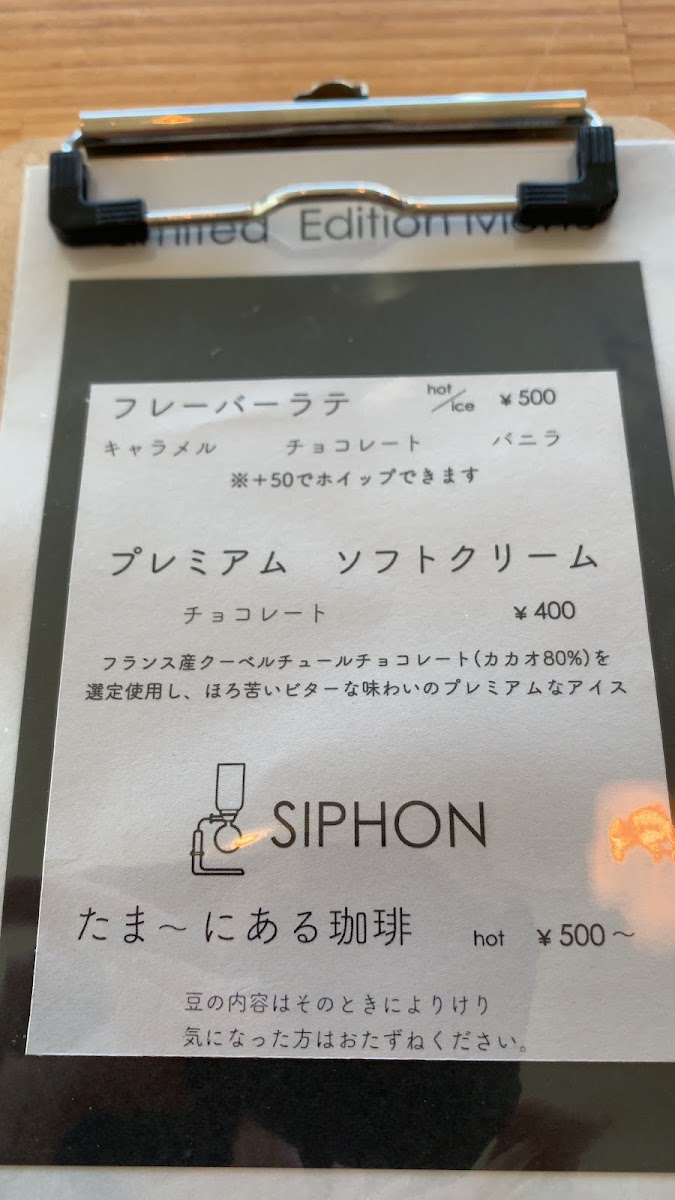 Limited Edition Menu
フレーバーラテ hot/ice ¥500
キャラメル チョコレート バニラ
※+50でホイップできます
プレミアム ソフトクリーム
チョコレート ¥400
フランス産クーベルチュールチョコレート(カカオ80%)を
選定使用し、ほろ苦いビターな味わいのプレミアムなアイス
SIPHON
たま～にある珈琲 hot ¥500～
豆の内容はそのときによりけり
気になった方はおたずねください。